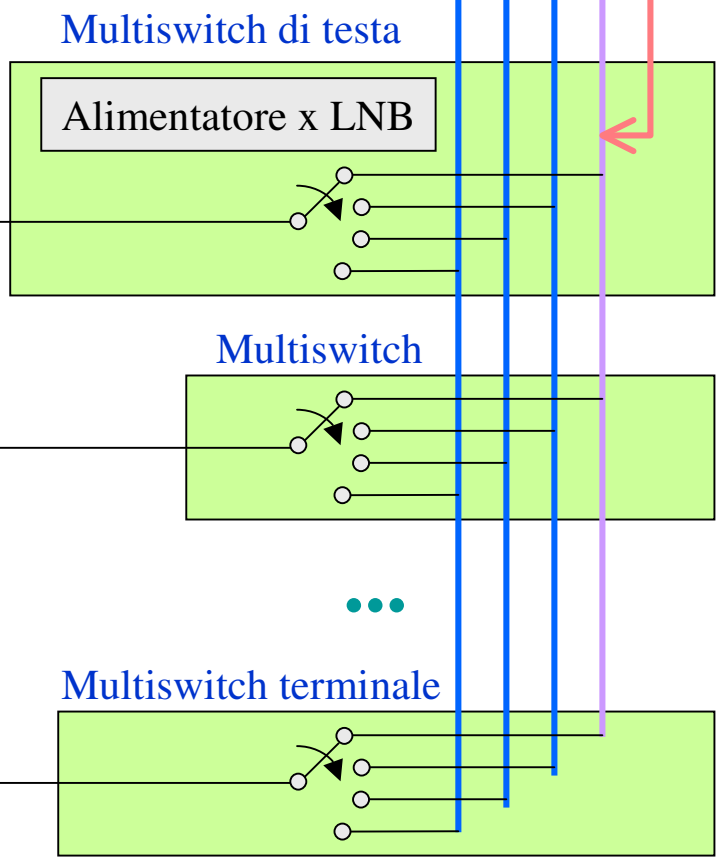 Multiswitch di testa
Alimentatore x LNB
Multiswitch
Multiswitch terminale